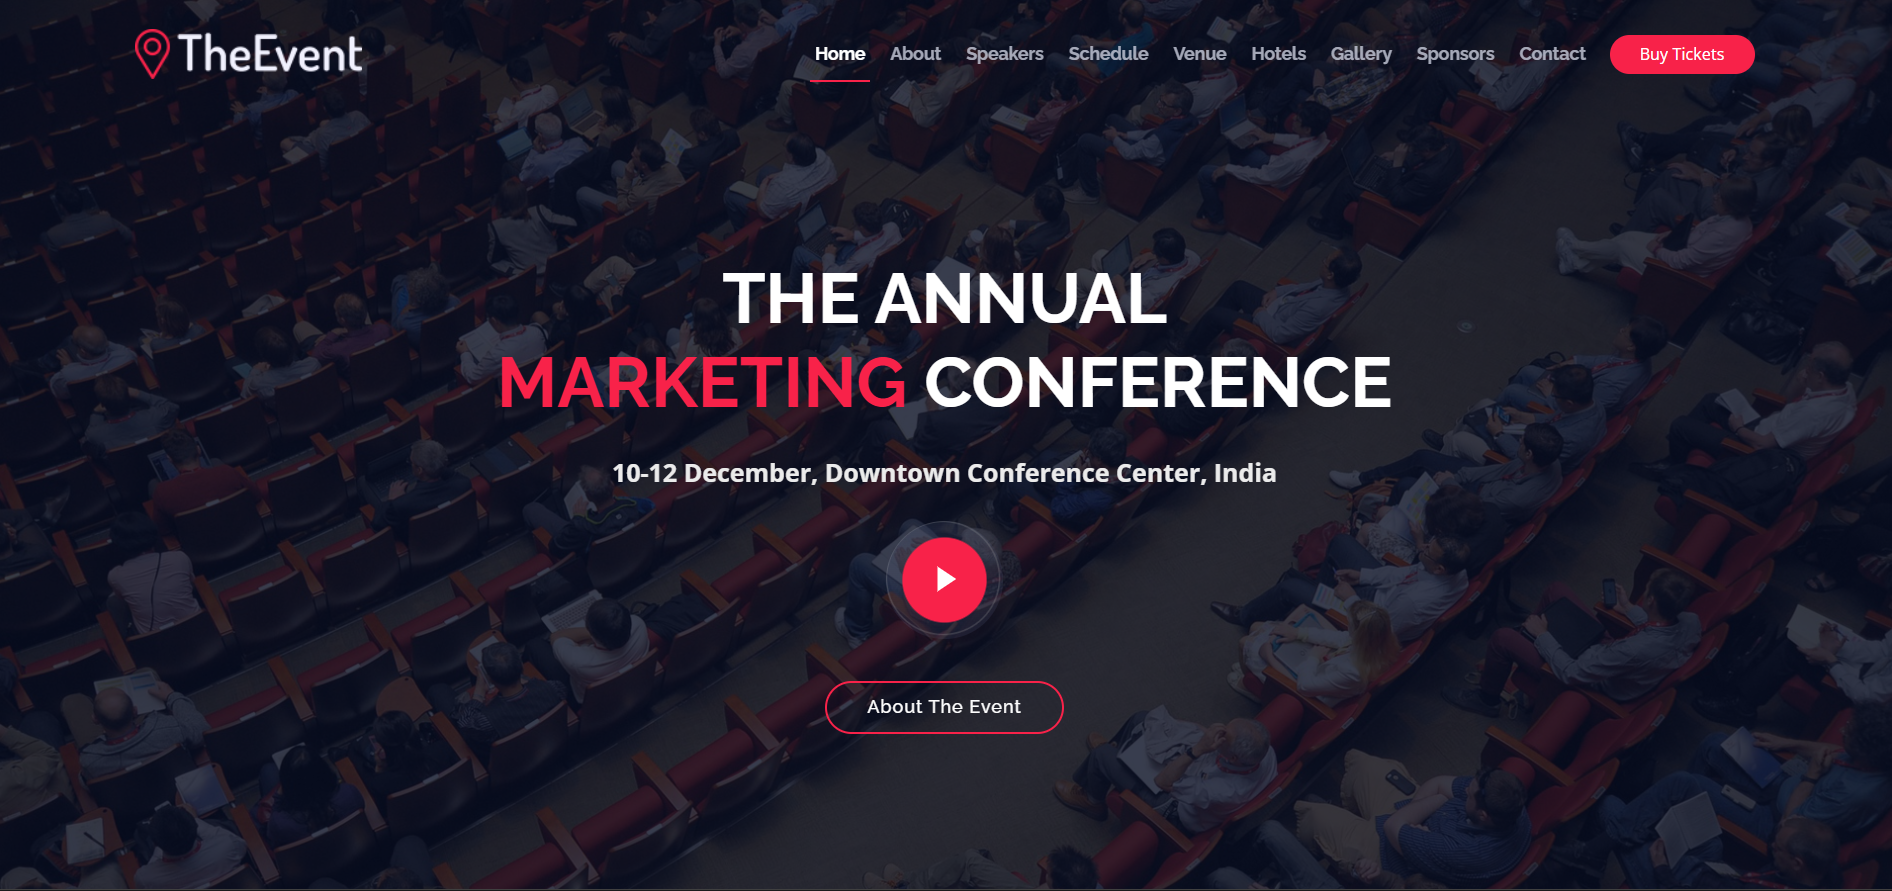 TheEvent
Home About Speakers Schedule Venue Hotels Gallery Sponsors Contact Buy Tickets
THE ANNUAL
MARKETING CONFERENCE
10-12 December, Downtown Conference Center, India
About The Event